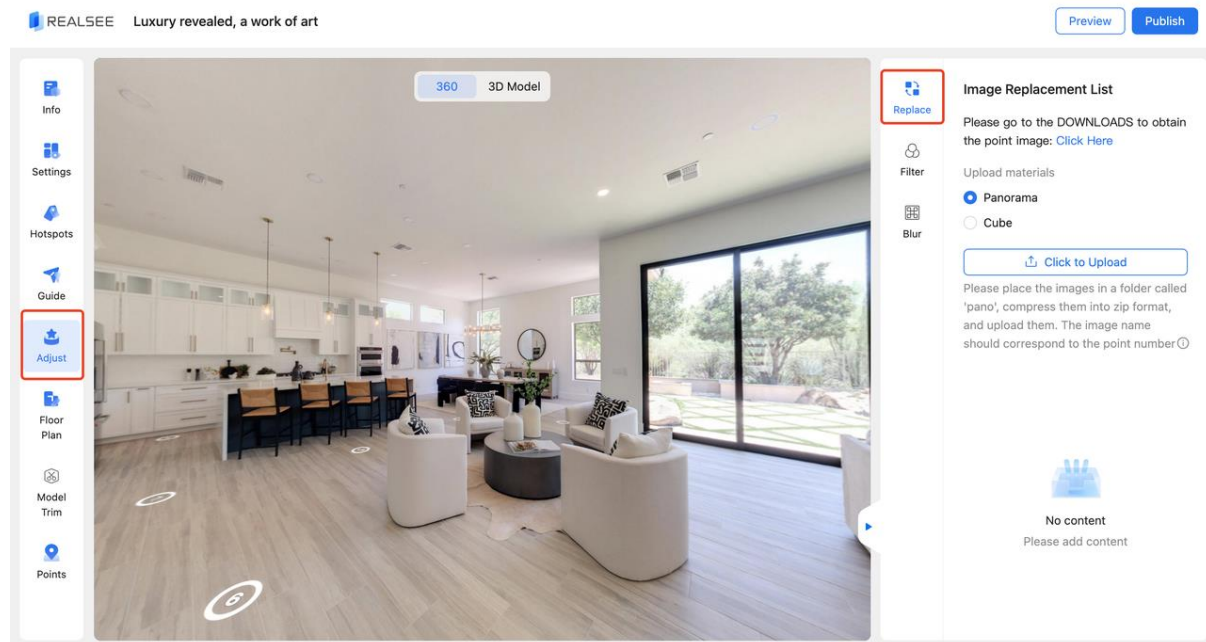 REALSEE
Luxury revealed, a work of art
Preview
Publish
Info
Settings
Hotspots
Guide
Adjust
Floor
Plan
Model
Trim
Points
360
3D Model
6
Replace
Filter
Blur
Image Replacement List
Please go to the DOWNLOADS to obtain
the point image: Click Here
Upload materials
Panorama
Cube
Click to Upload
Please place the images in a folder called
'pano', compress them into zip format,
and upload them. The image name
should correspond to the point number
No content
Please add content